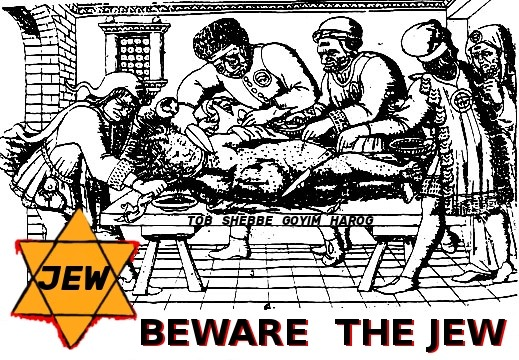 TOB SHEBBE GOYIM HAROG
JEW
BEWARE THE JEW